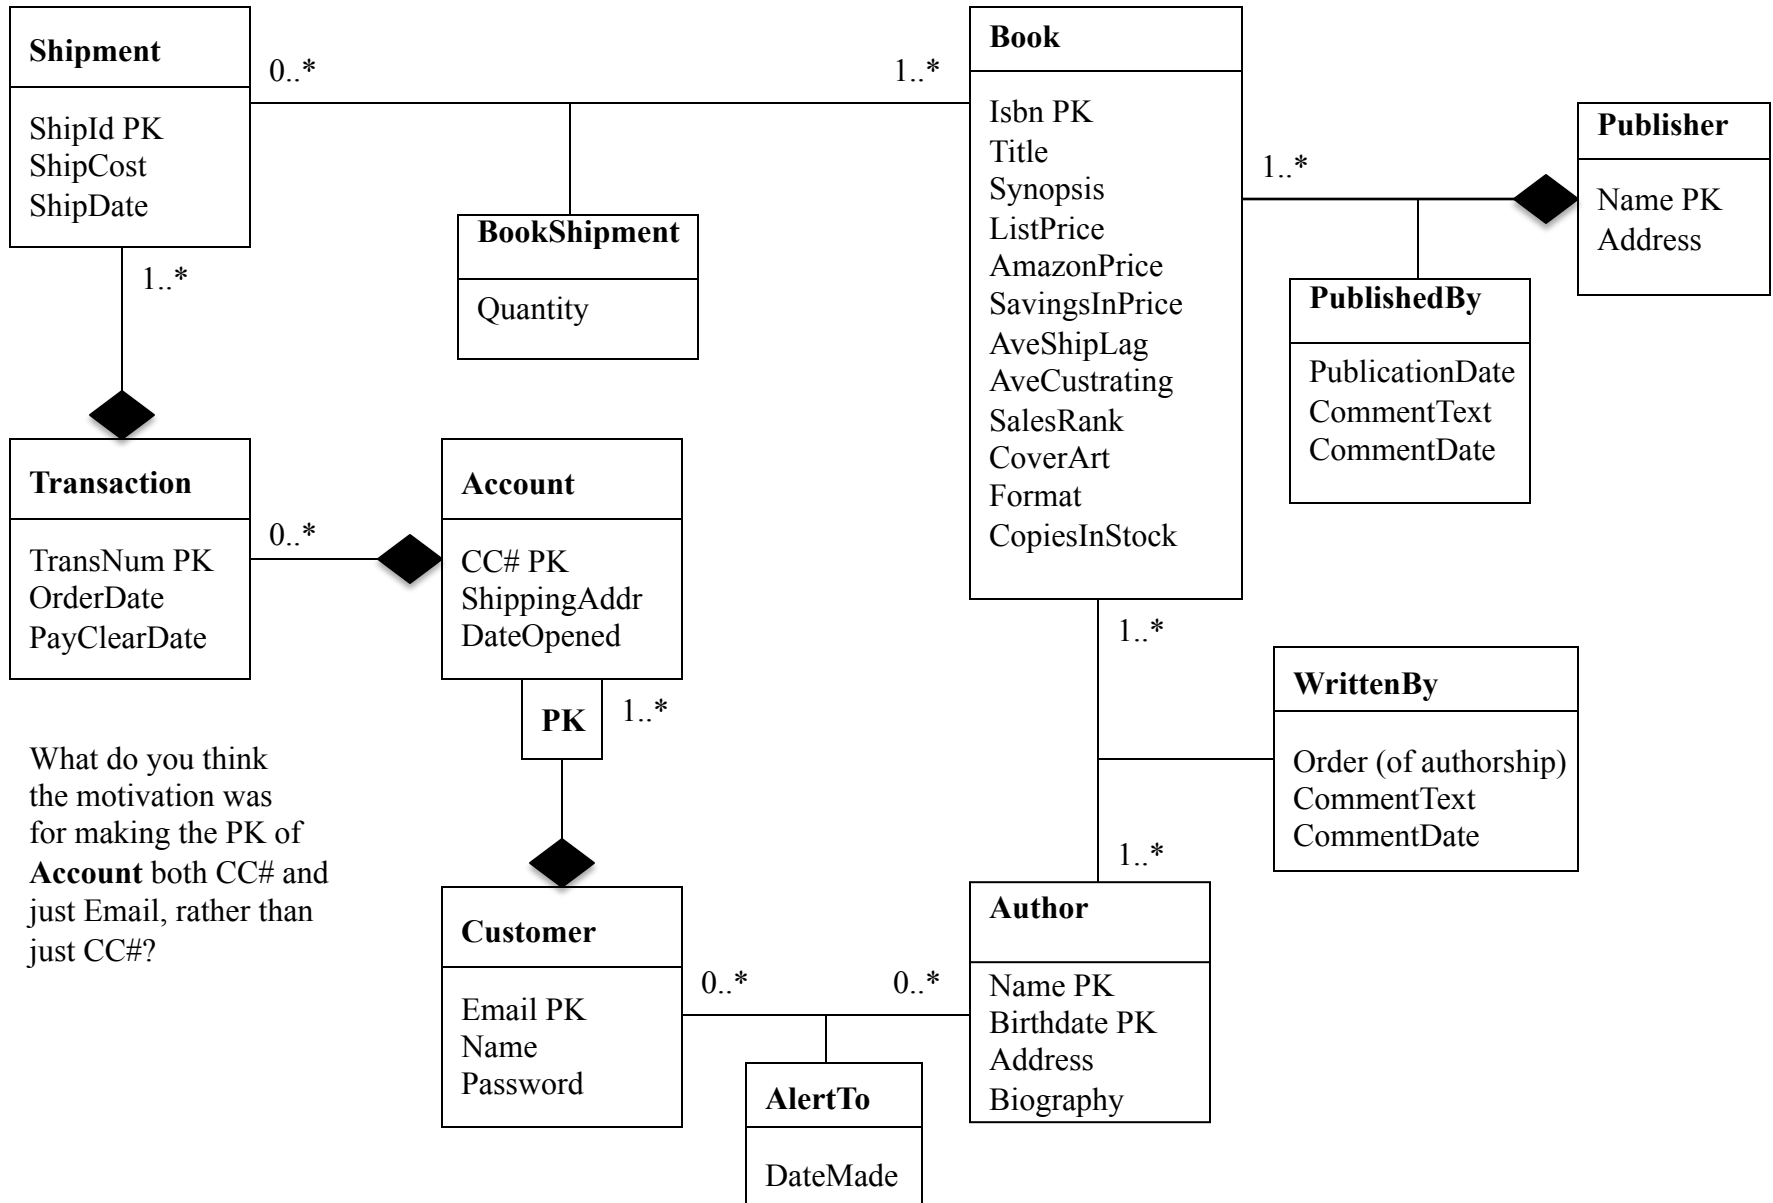 Shipment
ShipId PK
ShipCost
ShipDate
0..*
1..*
Book
Isbn PK
Title
Synopsis
ListPrice
AmazonPrice
SavingsInPrice
AveShipLag
AveCustrating
SalesRank
CoverArt
Format
CopiesInStock
1..*
Publisher
Name PK
Address
BookShipment
Quantity
PublishedBy
PublicationDate
CommentText
CommentDate
1..*
Transaction
TransNum PK
OrderDate
PayClearDate
0..*
Account
CC# PK
ShippingAddr
DateOpened
PK
1..*
1..*
WrittenBy
Order (of authorship)
CommentText
CommentDate
1..*
What do you think
the motivation was
for making the PK of
Account both CC# and
just Email, rather than
just CC#?
Customer
Email PK
Name
Password
0..*
0..*
Author
Name PK
Birthdate PK
Address
Biography
AlertTo
DateMade